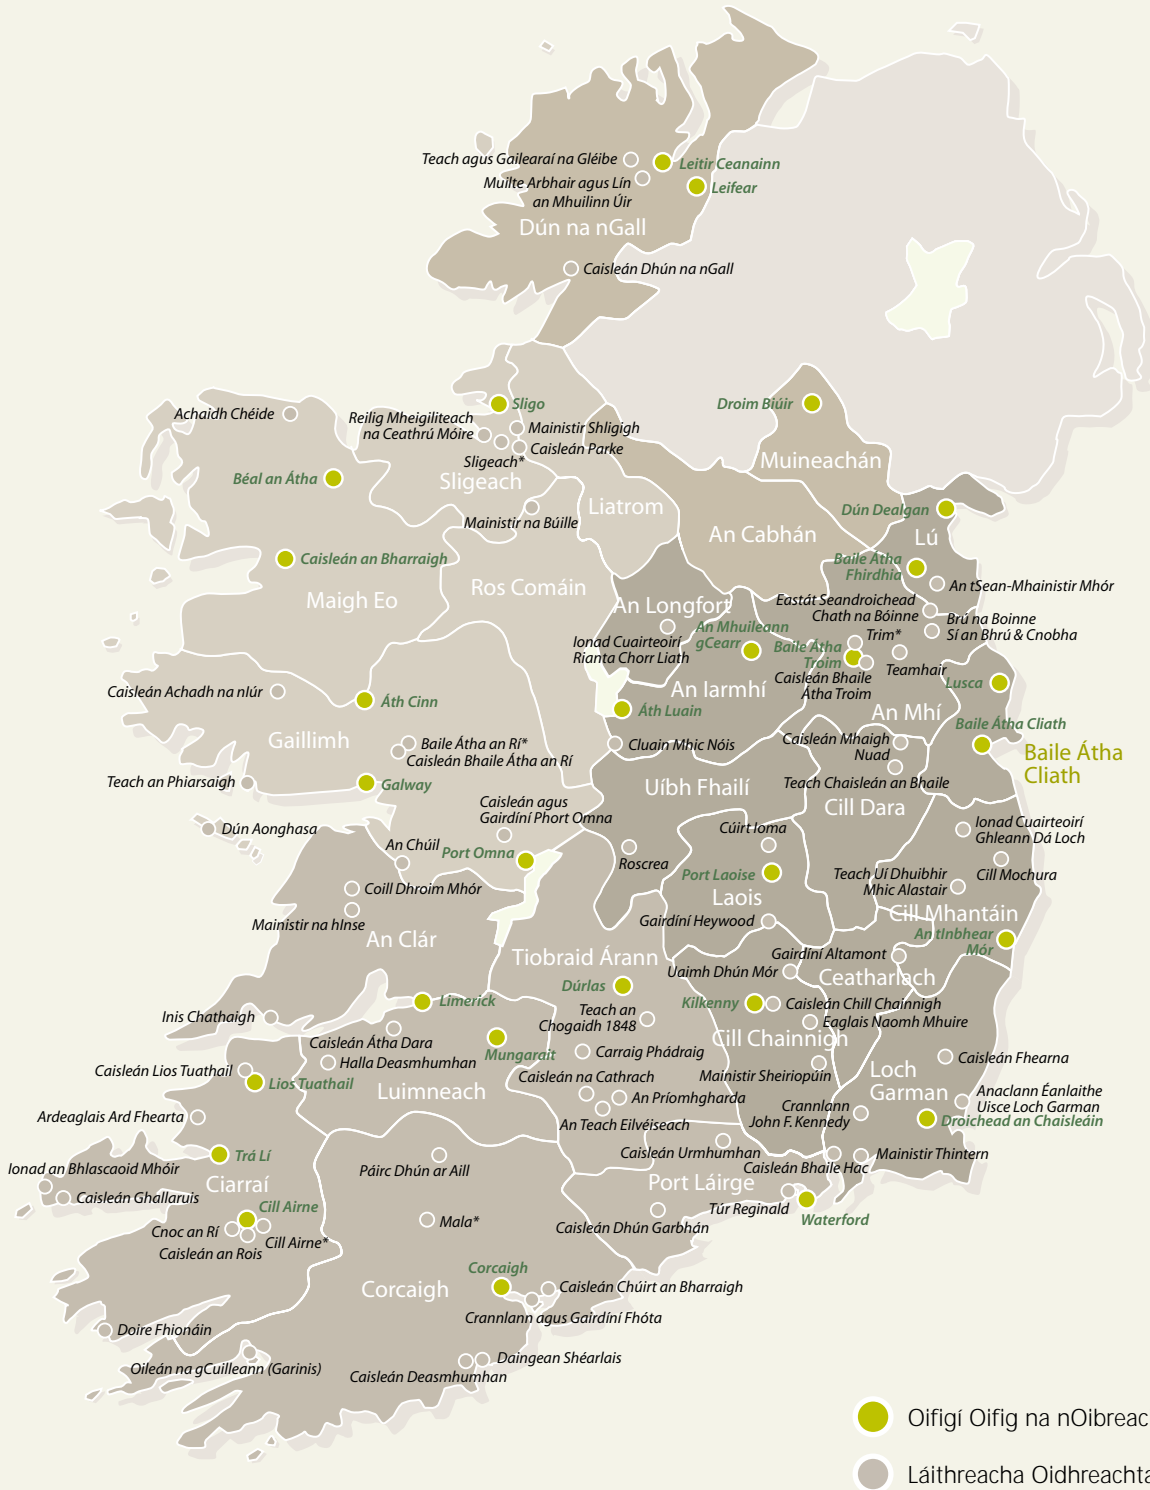 Teach agus Gailearaí na Gléibe
Leitir Ceanainn
Muilte Arbhair agus Lín
an Mhuilinn Úir
Leifear
Dún na nGall
Caisleán Dhún na nGall
Achaidh Chéide
Reilig Mheigiliteach
na Ceathrú Móire
Sligo
Mainistir Shligigh
Caisleán Parke
Sligeach*
Sligeach
Droim Biúir
Muineachán
Béal an Átha
Mainistir na Búille
Liatrom
An Cabhán
Dún Dealgan
Lú
Caisleán an Bharraigh
Maigh Eo
Ros Comáin
An Longfort
Baile Átha
Fhirdhia
An tSean-Mhainistir Mhór
Eastát Seandroichead
Chath na Bóinne
Brú na Boinne
Sí an Bhrú & Cnobha
Ionad Cuairteoirí
Rianta Chorr Liath
An Mhuileann
gCearr
Trim*
Baile Átha
Troim
Teamhair
Caisleán Bhaile
Átha Troim
Caisleán Achadh na nIúr
Áth Cinn
An Iarmhí
Áth Luain
An Mhí
Lusca
Baile Átha Cliath
Baile Átha
Cliath
Gaillimh
Baile Átha an Rí*
Caisleán Bhaile Átha an Rí
Cluain Mhic Nóis
Caisleán Mhaigh
Nuad
Teach Chaisleán an Bhaile
Teach an Phiarsaigh
Galway
Uíbh Fhailí
Cill Dara
Caisleán agus
Gairdíní Phort Omna
Dún Aonghasa
An Chúil
Port Omna
Roscrea
Cúirt Ioma
Ionad Cuairteoirí
Ghleann Dá Loch
Port Laoise
Laois
Teach Uí Dhuibhir
Mhic Alastair
Cill Mochura
Coill Dhroim Mhór
Mainistir na hInse
An Clár
Gairdíní Heywood
Cill Mhantáin
An tInbhear
Mór
Tiobraid Árann
Gairdíní Altamont
Uaimh Dhún Mór
Ceatharlach
Dúrlas
Inis Chathaigh
Limerick
Teach an
Chogaidh 1848
Kilkenny
Caisleán Chill Chainnigh
Eaglais Naomh Mhuire
Cill Chainnigh
Caisleán Átha Dara
Mungarait
Carraig Phádraig
Halla Deasmhumhan
Caisleán Lios Tuathail
Lios Tuathail
Luimneach
Caisleán na Cathrach
An Príomhgharda
An Teach Eilvéiseach
Mainistir Sheiriopúin
Loch
Garman
Caisleán Fhearna
Anaclann Éanlaithe
Uisce Loch Garman
Crannlann
John F. Kennedy
Droichead an Chaisleáin
Ardeaglais Ard Fhearta
Trá Lí
Páirc Dhún ar Aill
Caisleán Urmhumhan
Caisleán Bhaile Hac
Mainistir Thintern
Ionad an Bhlascaoid Mhóir
Caisleán Ghallaruis
Ciarraí
Port Láirge
Túr Reginald
Waterford
Cill Airne
Cnoc an Rí
Cill Airne*
Caisleán an Rois
Mala*
Caisleán Dhún Garbhán
Corcaigh
Corcaigh
Caisleán Chúirt an Bharraigh
Crannlann agus Gairdíní Fhóta
Doire Fhionáin
Oileán na gCuilleann (Garinis)
Daingean Shéarlais
Caisleán Deasmhumhan
Oifigí Oifig na nOibreac
Láithreacha Oidhreachta